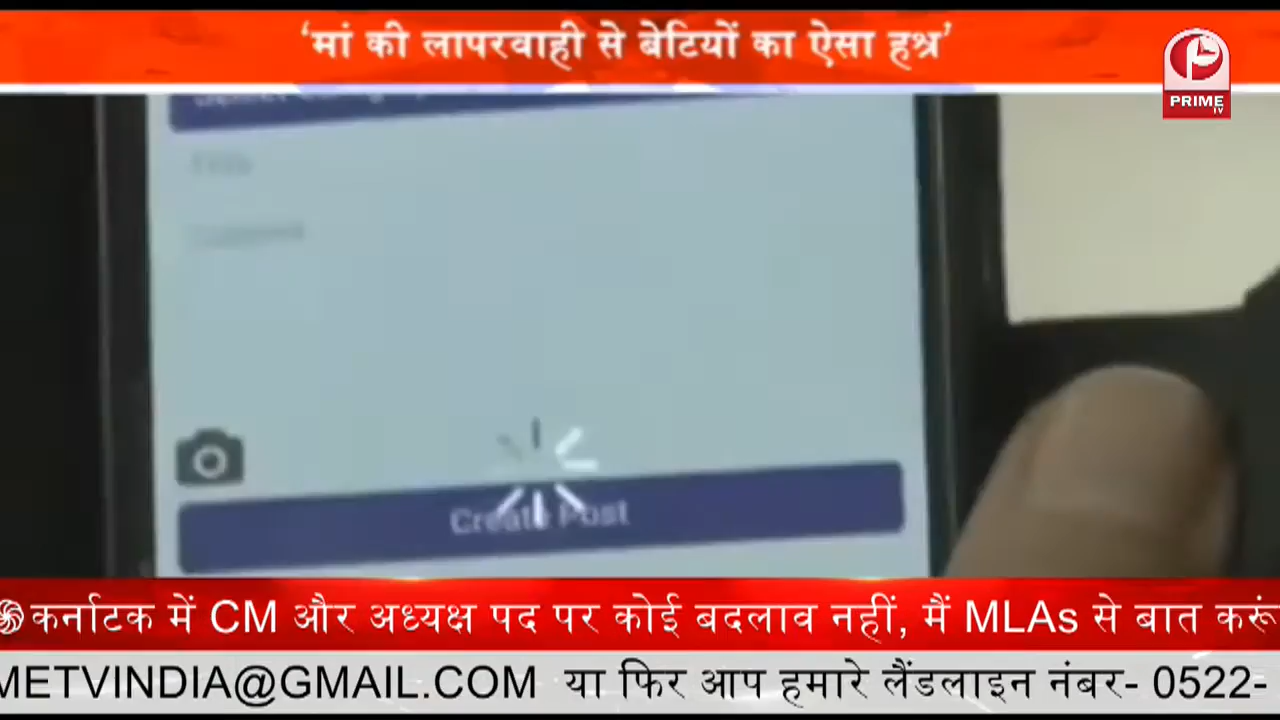 ‘मां की लापरवाही से बेटियों का ऐसा हश्र’
PRIME
TV
Create Post
कर्नाटक में CM और अध्यक्ष पद पर कोई बदलाव नहीं, मैं MLAs से बात करूं
METVINDIA@GMAIL.COM या फिर आप हमारे लैंडलाइन नंबर- 0522-